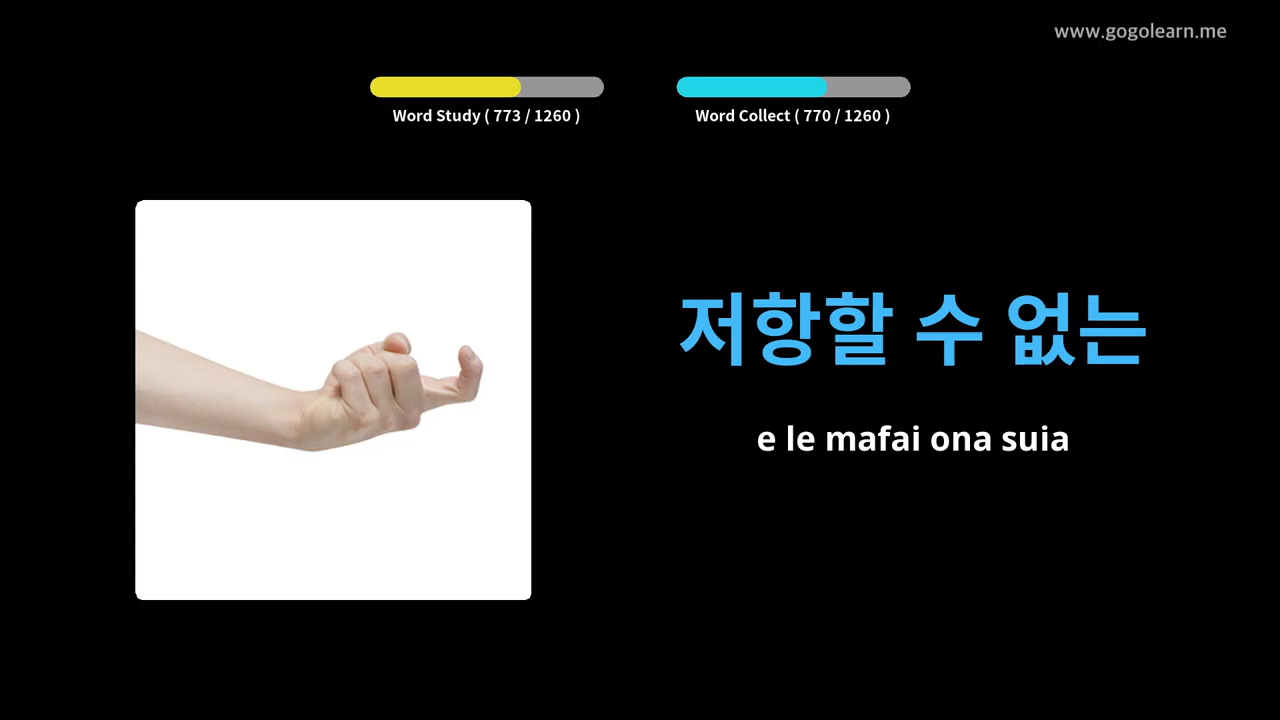 www.gogolearn.me
Word Study ( 773 / 1260 )
Word Collect ( 770 / 1260 )
저항할 수 없는
e le mafai ona suia